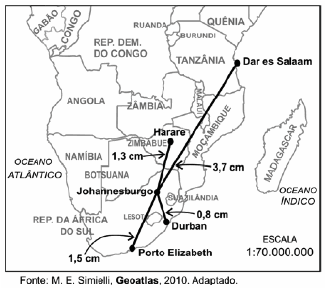 GABÃO
CONGO
RUANDA
BURUNDI
QUÊNIA
REP. DEM.
DO CONGO
TANZÂNIA
Dar es Salaam
ANGOLA
ZÂMBIA
MALAUÍ
MOÇAMBIQUE
MADAGASCAR
Harare
ZIMBÁBUE
1,3 cm
3,7 cm
NAMÍBIA
BOTSUANA
OCEANO
ATLÂNTICO
Johannesburgo
SUAZILÂNDIA
OCEANO
ÍNDICO
REP. DA ÁFRICA
DO SUL
LESOTO
0,8 cm
Durban
1,5 cm
Porto Elizabeth
ESCALA
1:70.000.000
Fonte: M. E. Simielli, Geoatlas, 2010. Adaptado.